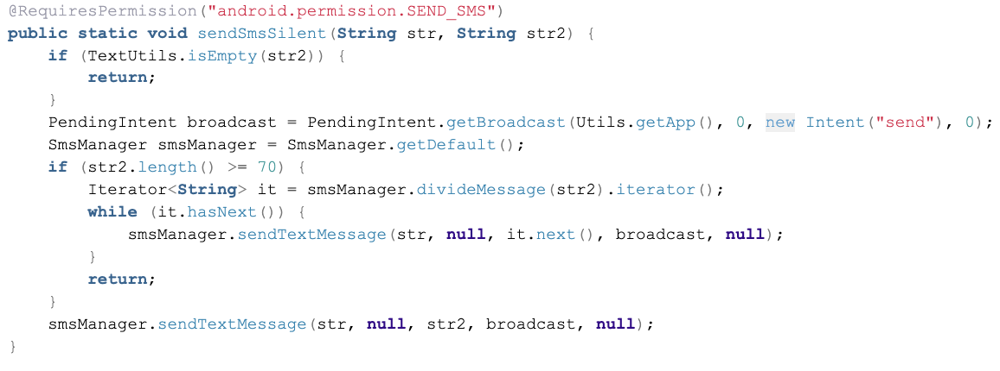 @RequiresPermission("android.permission.SEND_SMS")
public static void sendSmsSilent(String str, String str2) {
    if (TextUtils.isEmpty(str2)) {
        return;
    }
    PendingIntent broadcast = PendingIntent.getBroadcast(Utils.getApp(), 0, new Intent("send"), 0);
    SmsManager smsManager = SmsManager.getDefault();
    if (str2.length() >= 70) {
        Iterator<String> it = smsManager.divideMessage(str2).iterator();
        while (it.hasNext()) {
            smsManager.sendTextMessage(str, null, it.next(), broadcast, null);
        }
        return;
    }
    smsManager.sendTextMessage(str, null, str2, broadcast, null);
}